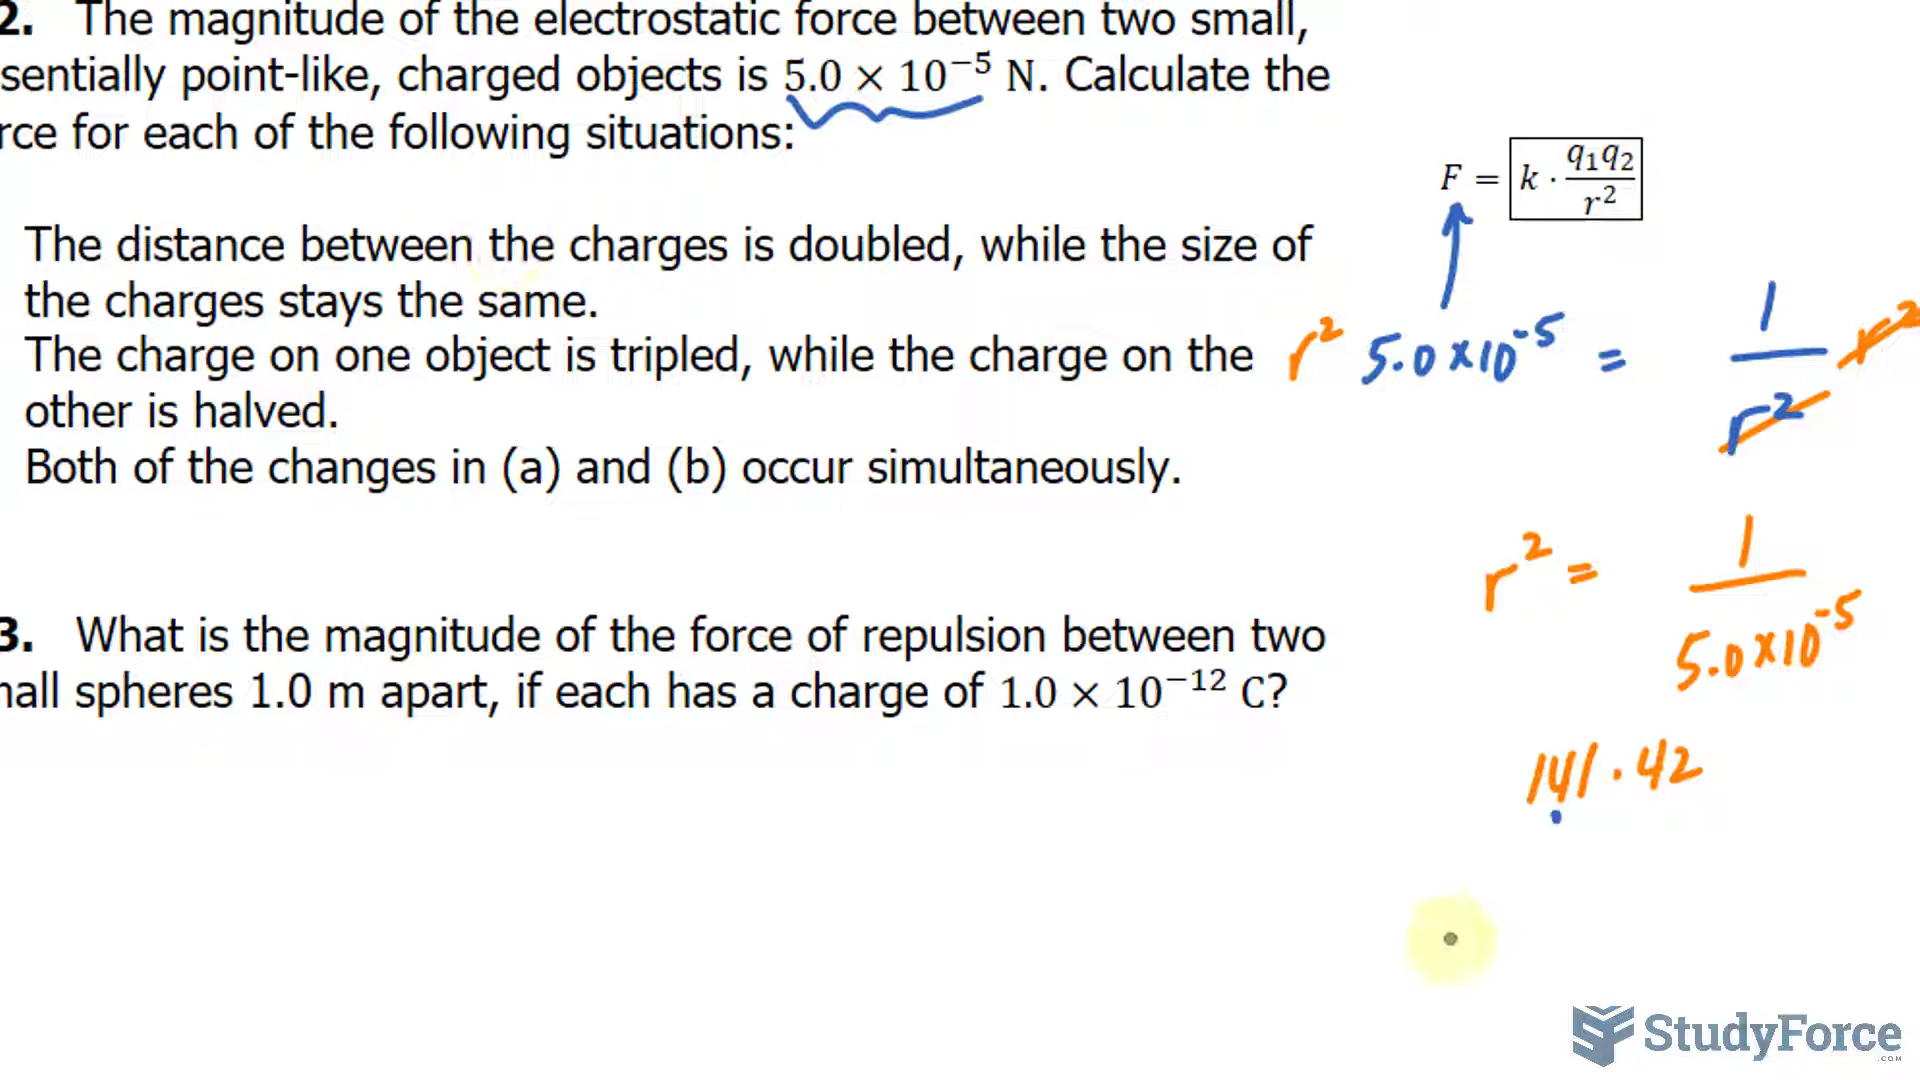 2. The magnitude of the electrostatic force between two small,
sentially point-like, charged objects is 5.0 × 10⁻⁵ N. Calculate the
rce for each of the following situations:
The distance between the charges is doubled, while the size of
the charges stays the same.
The charge on one object is tripled, while the charge on the
other is halved.
Both of the changes in (a) and (b) occur simultaneously.
3. What is the magnitude of the force of repulsion between two
nall spheres 1.0 m apart, if each has a charge of 1.0 × 10⁻¹² C?
F = k · q₁q₂ / r²
r² 5.0×10⁻⁵ = 1 / r² r²
r² = 1 / 5.0×10⁻⁵
141.42
StudyForce
.COM